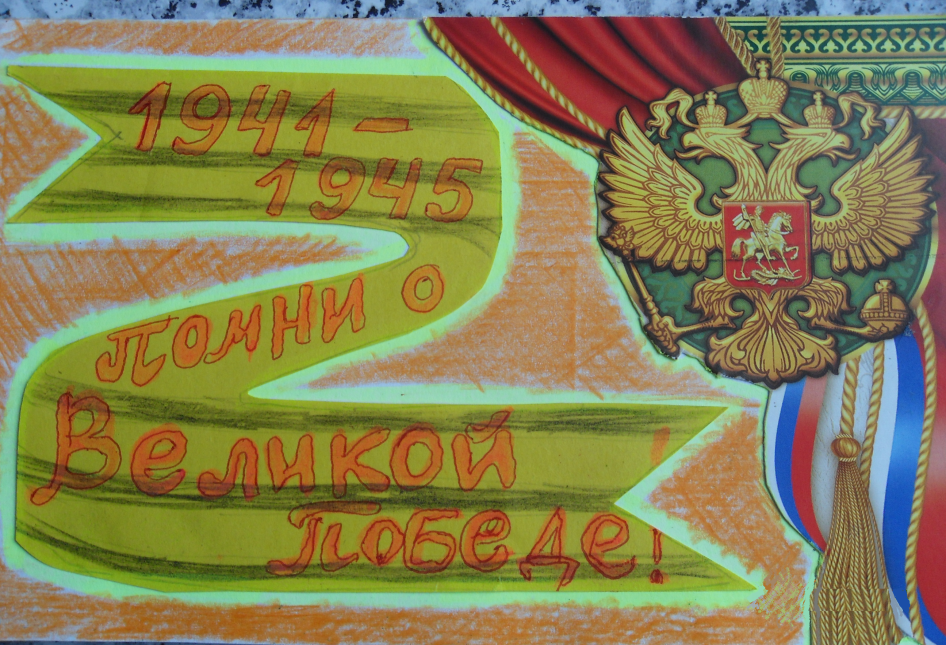 1941-
1945
Помни о
Великой
Победе!